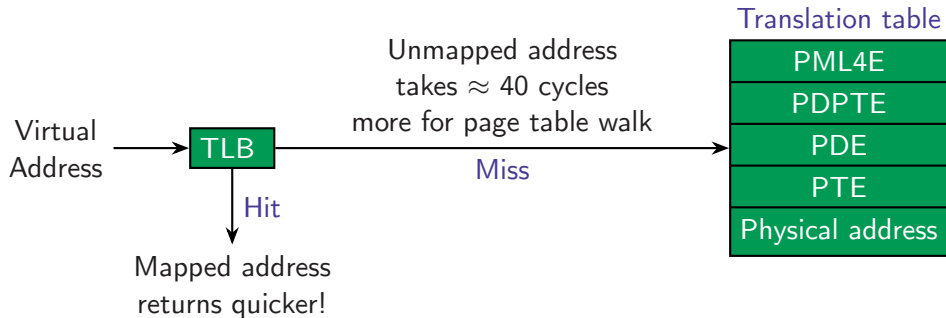 Translation table
Unmapped address
takes ≈ 40 cycles
more for page table walk
Virtual
Address
TLB
Miss
Hit
Mapped address
returns quicker!
PML4E
PDPTE
PDE
PTE
Physical address